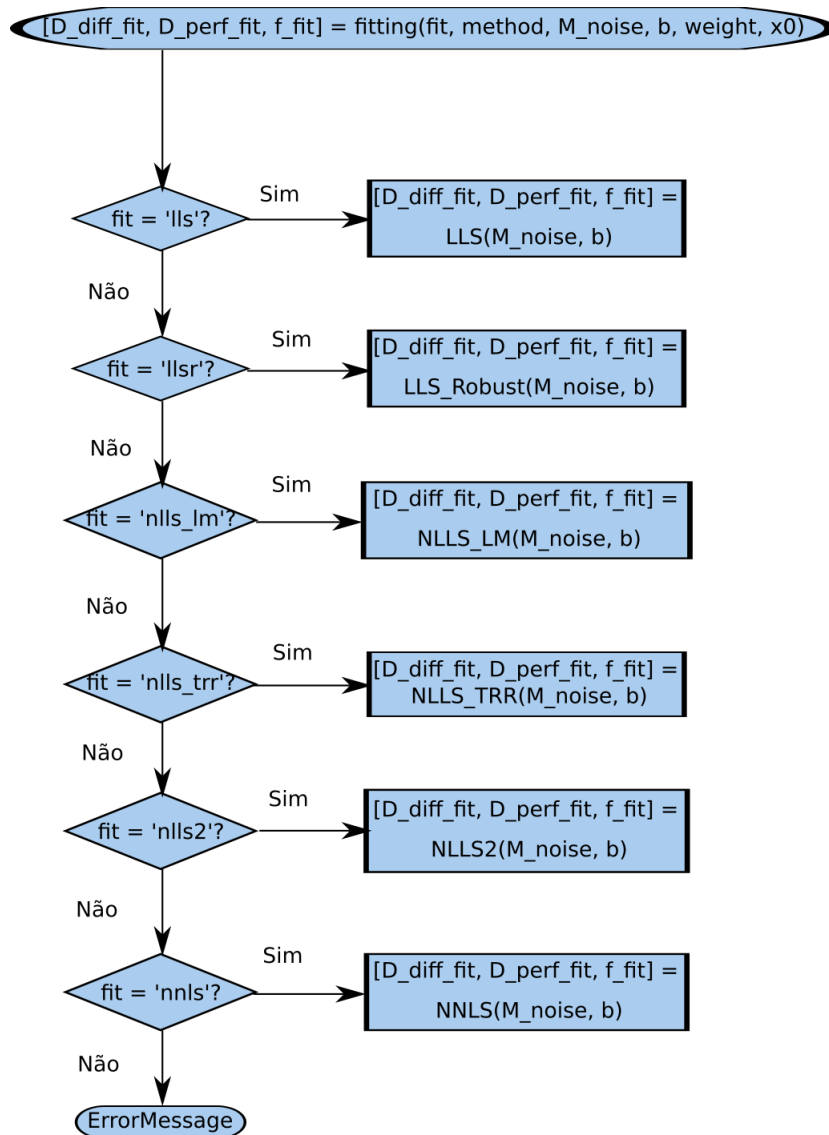 [D_diff_fit, D_perf_fit, f_fit] = fitting(fit, method, M_noise, b, weight, x0)
fit = 'lls'?
Sim
[D_diff_fit, D_perf_fit, f_fit] =
LLS(M_noise, b)
Não
fit = 'llsr'?
Sim
[D_diff_fit, D_perf_fit, f_fit] =
LLS_Robust(M_noise, b)
Não
fit = 'nlls_lm'?
Sim
[D_diff_fit, D_perf_fit, f_fit] =
NLLS_LM(M_noise, b)
Não
fit = 'nlls_trr'?
Sim
[D_diff_fit, D_perf_fit, f_fit] =
NLLS_TRR(M_noise, b)
Não
fit = 'nlls2'?
Sim
[D_diff_fit, D_perf_fit, f_fit] =
NLLS2(M_noise, b)
Não
fit = 'nnls'?
Sim
[D_diff_fit, D_perf_fit, f_fit] =
NNLS(M_noise, b)
Não
ErrorMessage